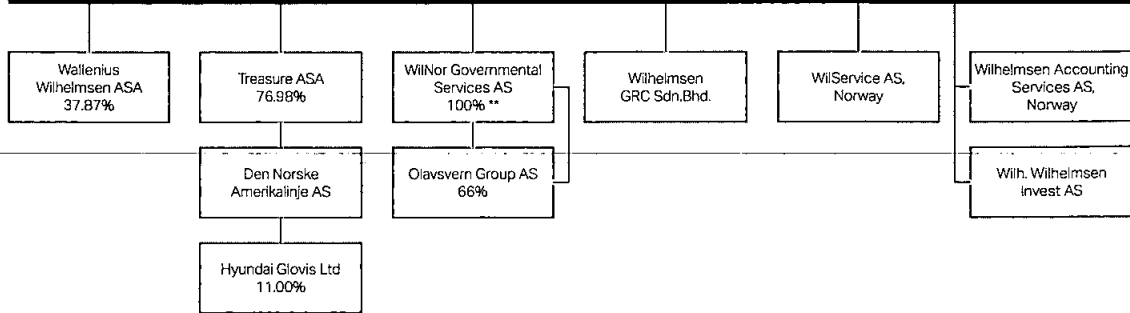 Wallenius
Wilhelmsen ASA
37.87%
Treasure ASA
76.98%
WilNor Governmental
Services AS
100% **
Wilhelmsen
GRC Sdn.Bhd.
WilService AS,
Norway
Wilhelmsen Accounting
Services AS,
Norway
Den Norske
Amerikalinje AS
Olavsvern Group AS
66%
Wilh. Wilhelmsen
Invest AS
Hyundai Glovis Ltd
11.00%